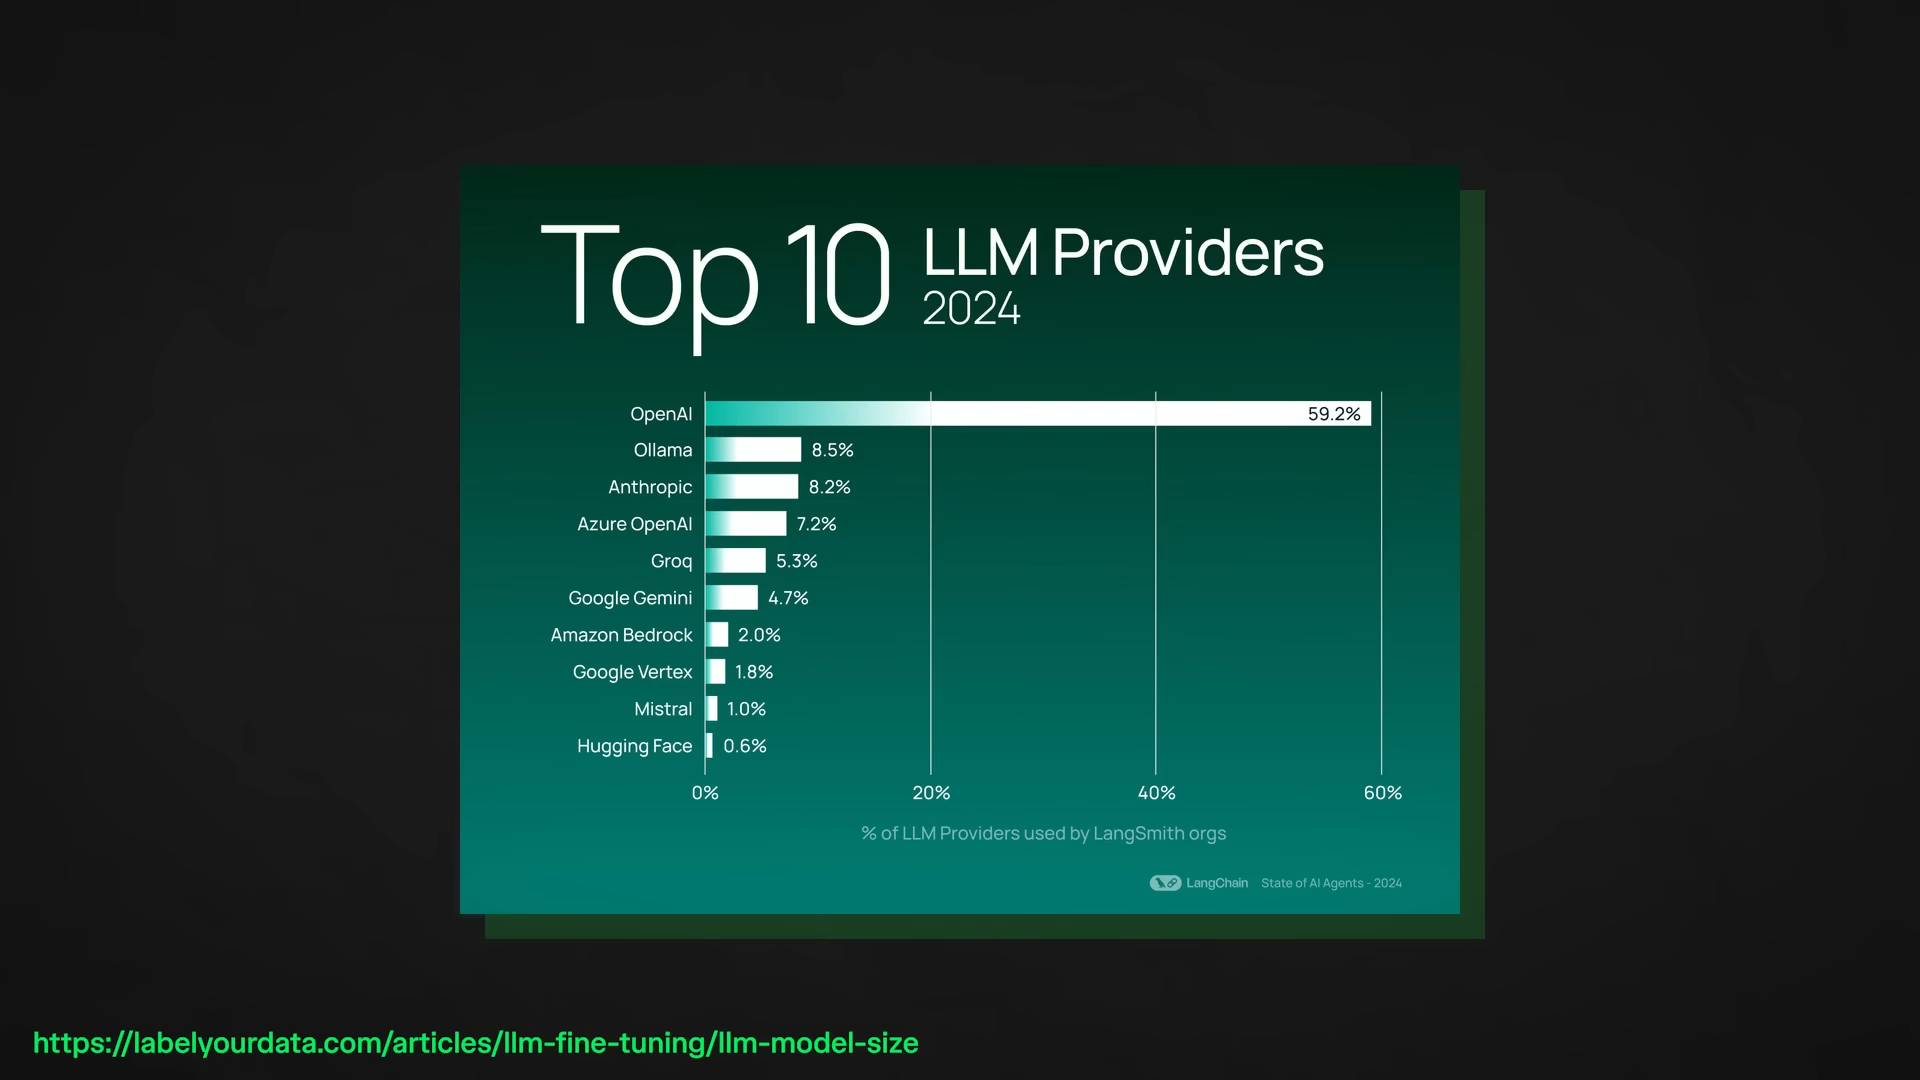 Top 10 LLM Providers
2024
OpenAI 59.2%
Ollama 8.5%
Anthropic 8.2%
Azure OpenAI 7.2%
Groq 5.3%
Google Gemini 4.7%
Amazon Bedrock 2.0%
Google Vertex 1.8%
Mistral 1.0%
Hugging Face 0.6%
0% 20% 40% 60%
% of LLM Providers used by LangSmith orgs
LangChain State of AI Agents - 2024
https://labelyourdata.com/articles/llm-fine-tuning/llm-model-size